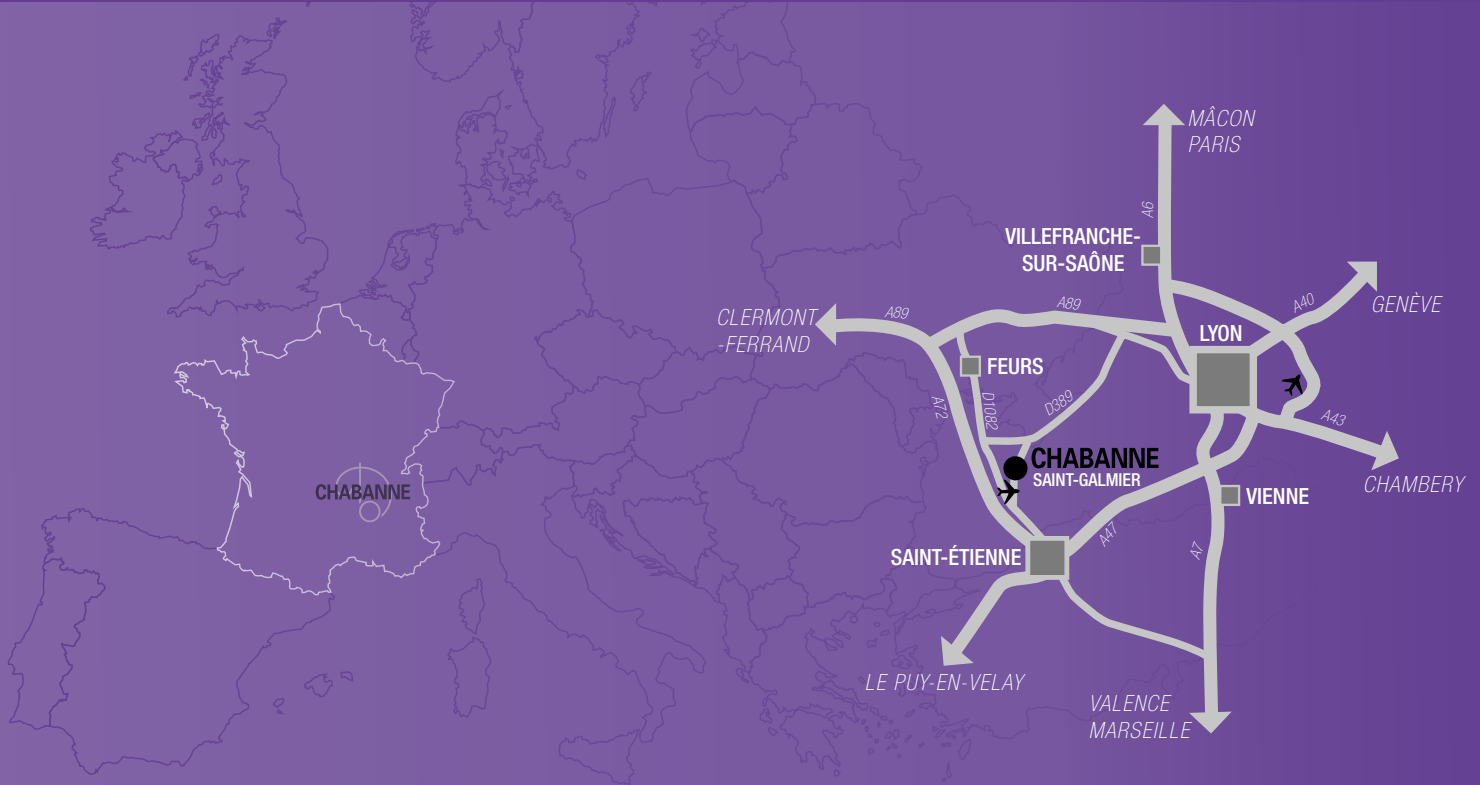 MÂCON
PARIS
A6
VILLEFRANCHE-
SUR-SAÔNE
GENÈVE
A40
CLERMONT
-FERRAND
A89
A89
LYON
FEURS
A72
D1082
D389
A43
CHABANNE
SAINT-GALMIER
CHAMBERY
CHABANNE
VIENNE
A47
A7
SAINT-ÉTIENNE
LE PUY-EN-VELAY
VALENCE
MARSEILLE